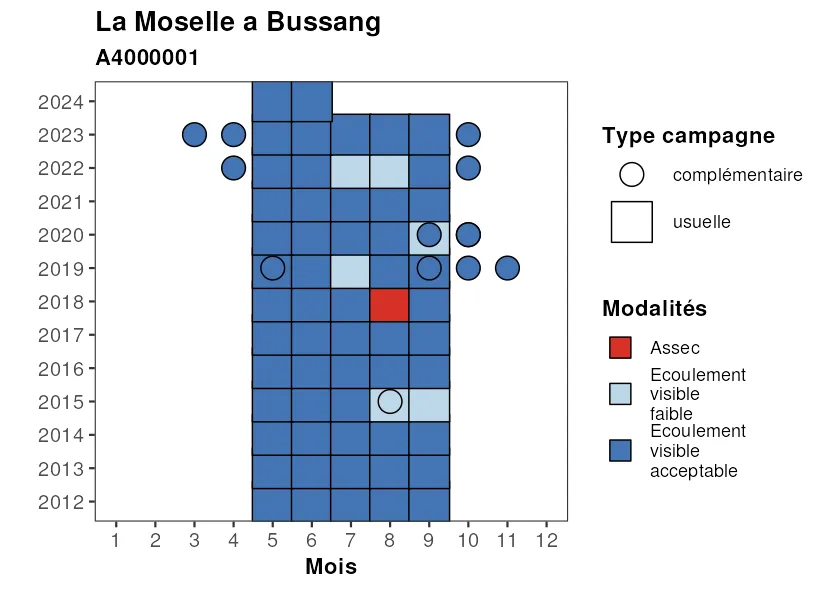 La Moselle a Bussang
A4000001
2024
2023
2022
2021
2020
2019
2018
2017
2016
2015
2014
2013
2012
1 2 3 4 5 6 7 8 9 10 11 12
Mois
Type campagne
complémentaire
usuelle
Modalités
Assec
Ecoulement
visible
faible
Ecoulement
visible
acceptable